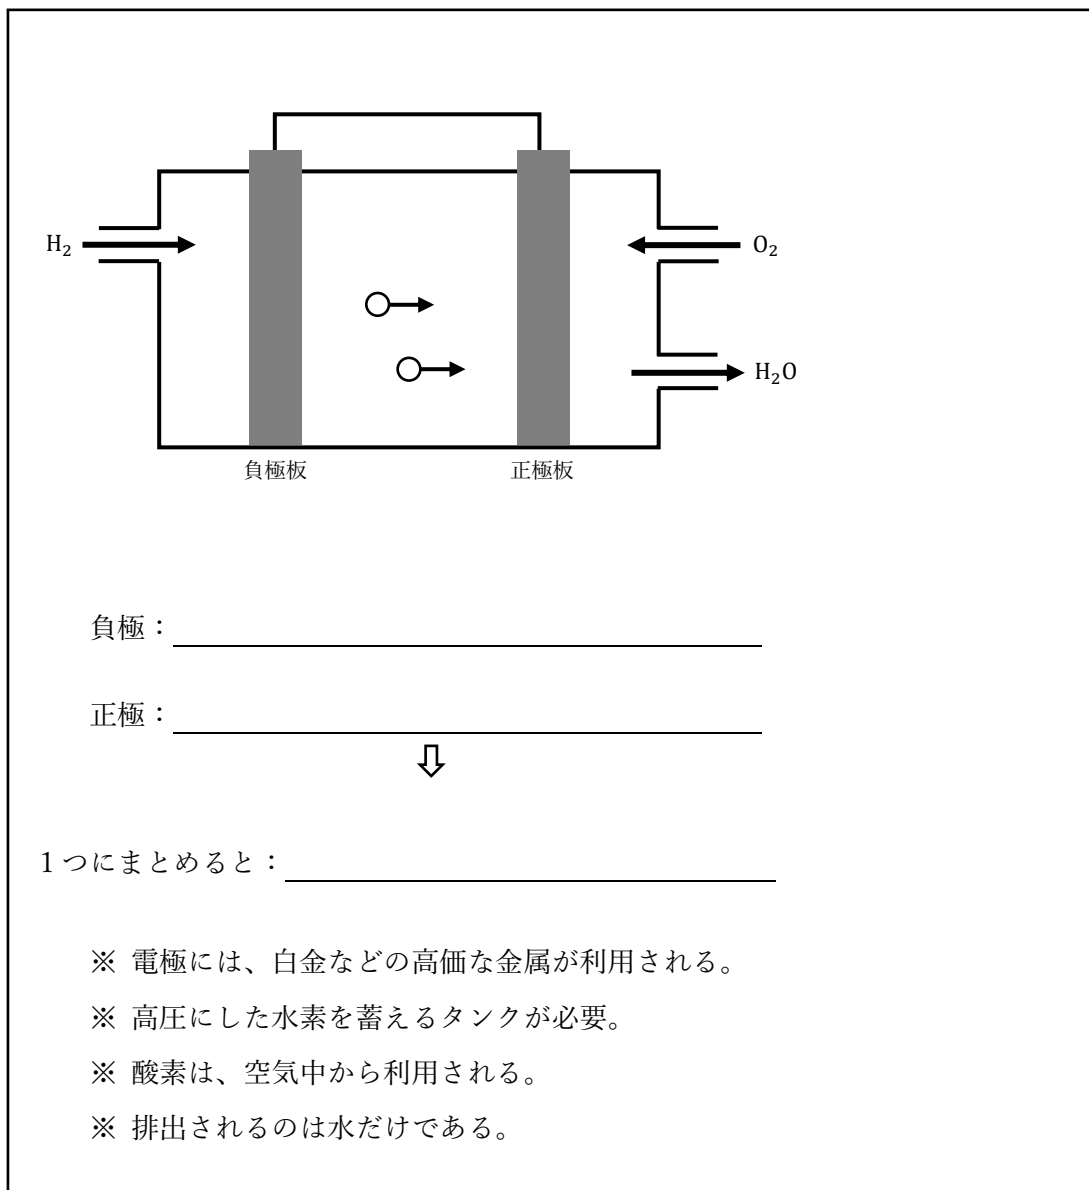 H₂
O₂
H₂O
負極板
正極板
負極：
正極：
1つにまとめると：
※ 電極には、白金などの高価な金属が利用される。
※ 高圧にした水素を蓄えるタンクが必要。
※ 酸素は、空気中から利用される。
※ 排出されるのは水だけである。